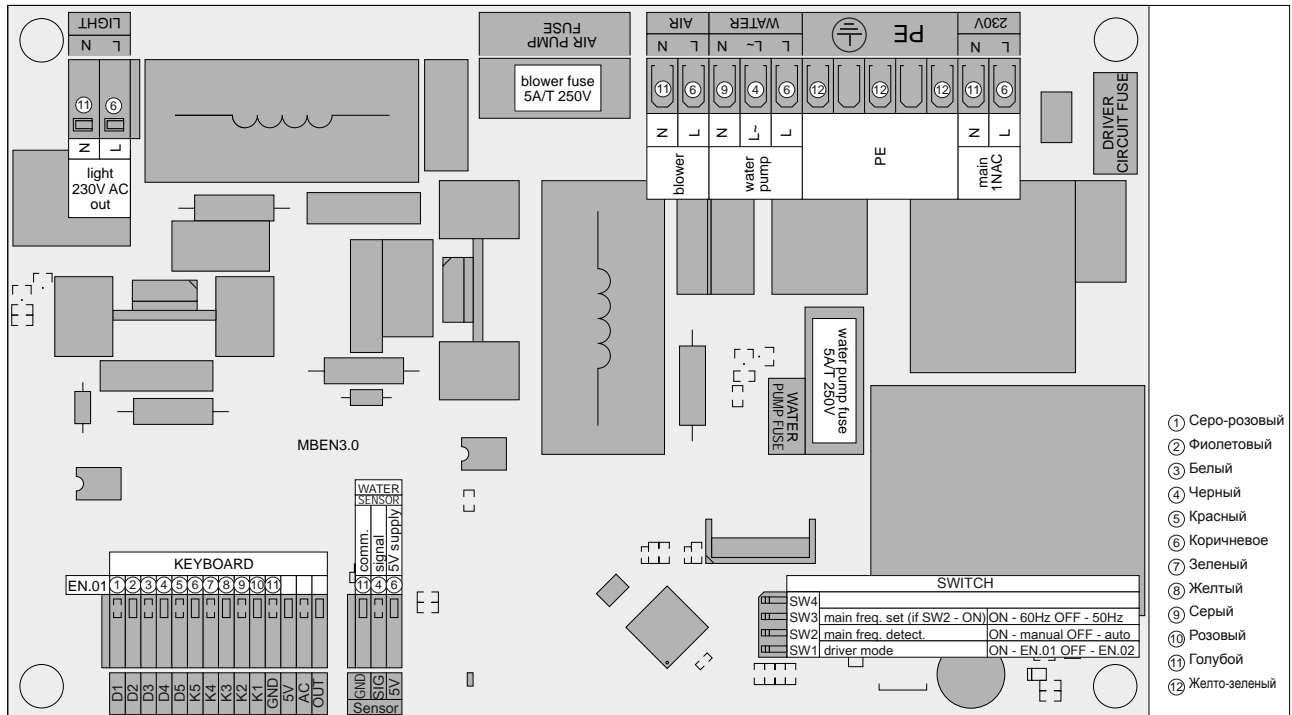 LIGHT
N L
11 6
N L
light
230V AC
out
AIR PUMP
FUSE
blower fuse
5A/T 250V
AIR WATER PE 230V
N L N L~ L N L
11 6 9 4 6 12 12 12 11 6
N L N L~ L PE N L
blower
water
pump
main
1NAC
DRIVER
CIRCUIT FUSE
water pump fuse
5A/T 250V
WATER
PUMP FUSE
MBEN3.0
WATER
SENSOR
comm.
signal
5V supply
11 4 6
GND
SIG
5V
Sensor
KEYBOARD
EN.01 1 2 3 4 5 6 7 8 9 10 11
D1
D2
D3
D4
D5
K5
K4
K3
K2
K1
GND
5V
AC
OUT
SWITCH
SW4
SW3 main freq. set (if SW2 - ON) ON - 60Hz OFF - 50Hz
SW2 main freq. detect. ON - manual OFF - auto
SW1 driver mode ON - EN.01 OFF - EN.02
1 Серо-розовый
2 Фиолетовый
3 Белый
4 Черный
5 Красный
6 Коричневое
7 Зеленый
8 Желтый
9 Серый
10 Розовый
11 Голубой
12 Желто-зеленый